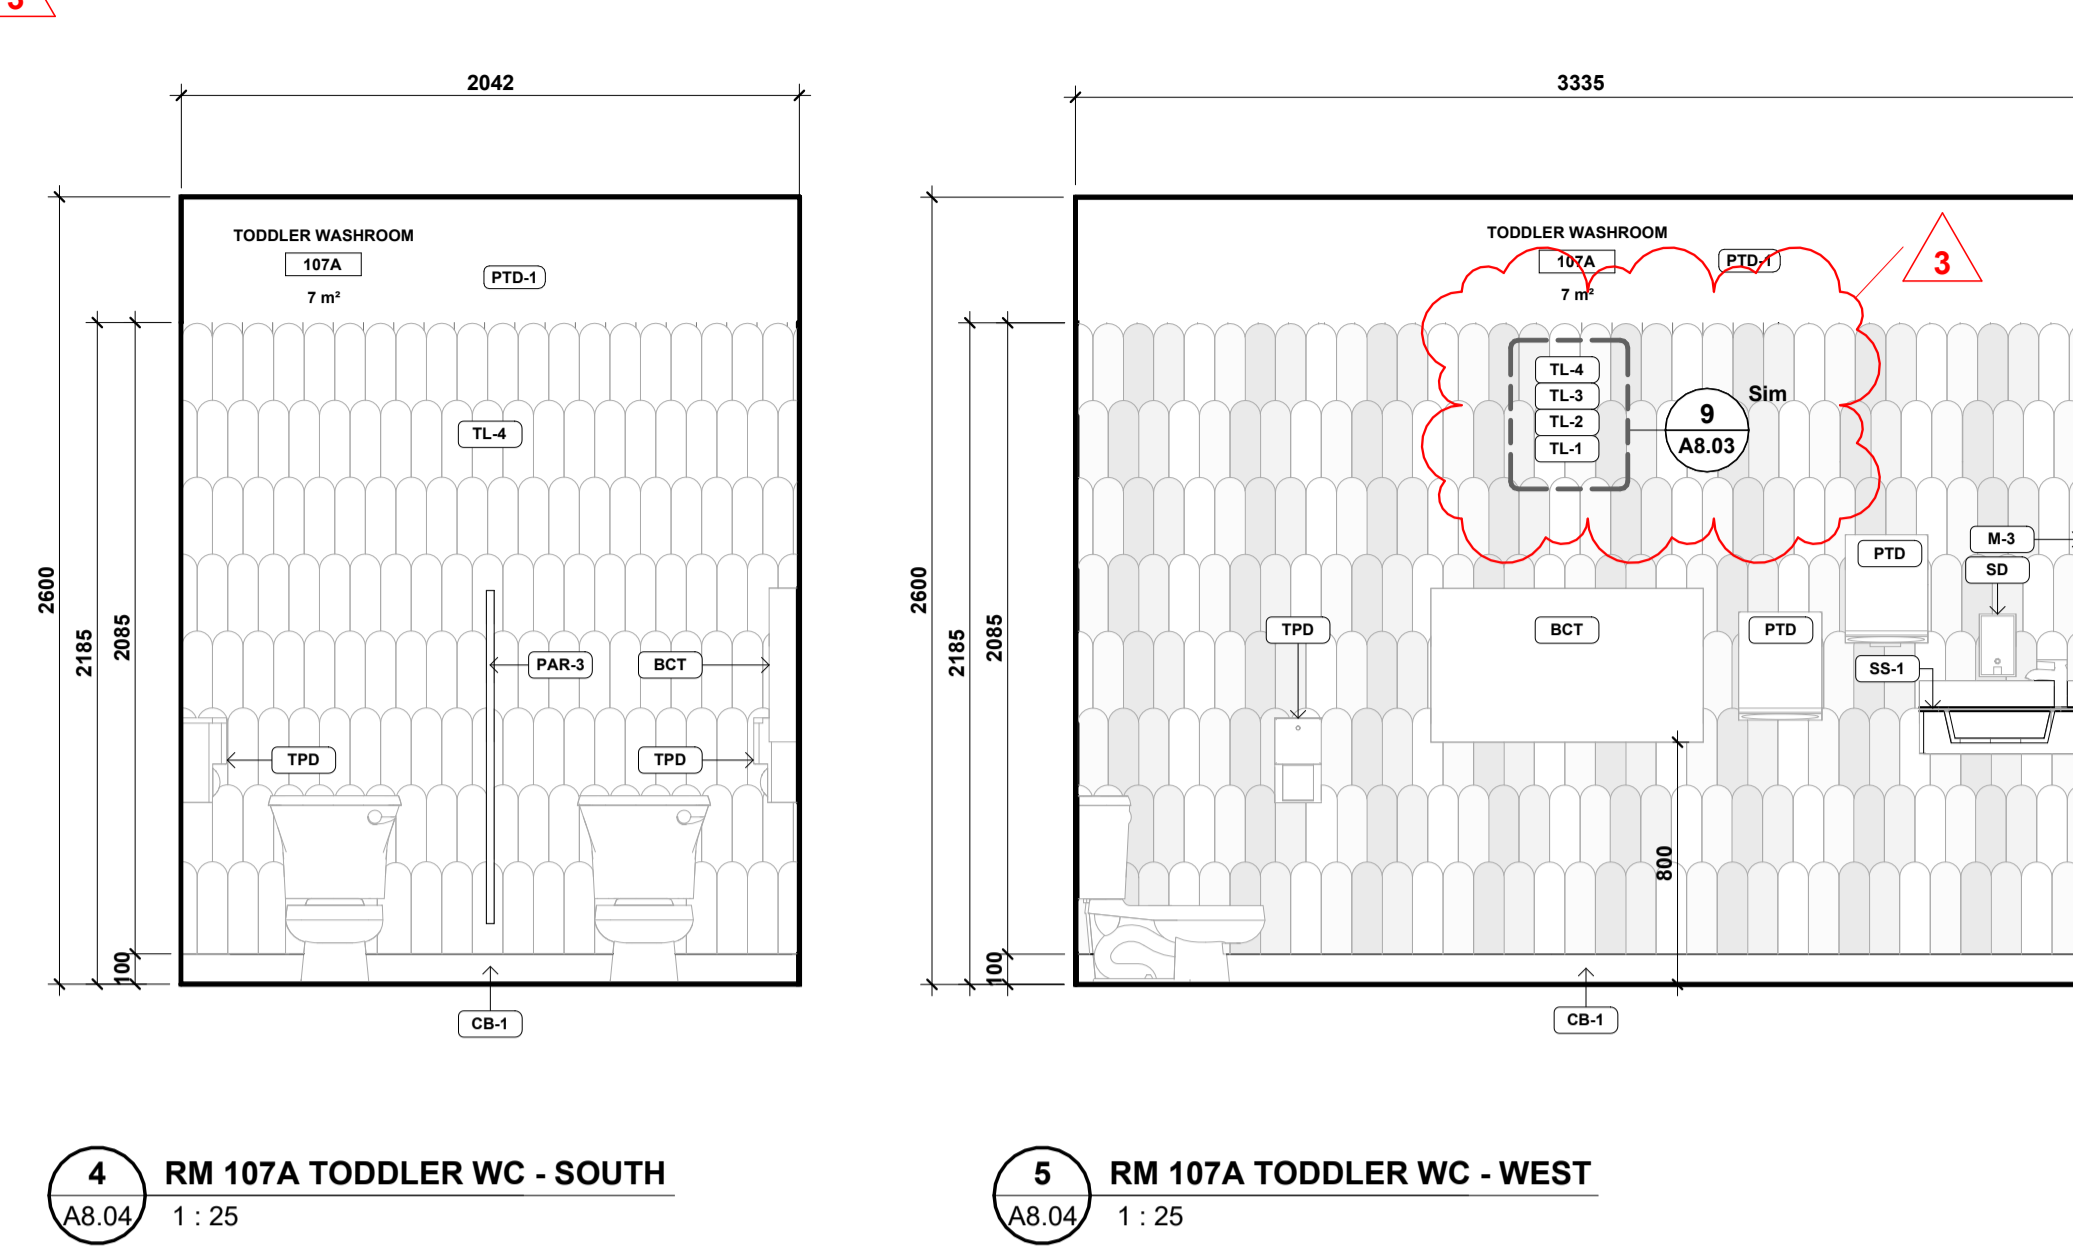 3
2042
TODDLER WASHROOM
107A
7 m²
PTD-1
TL-4
2600
2185
2085
100
PAR-3
BCT
TPD
TPD
CB-1
4
A8.04
RM 107A TODDLER WC - SOUTH
1 : 25
3335
TODDLER WASHROOM
107A
7 m²
PTD-1
3
TL-4
TL-3
TL-2
TL-1
9
A8.03
Sim
2600
2185
2085
100
TPD
BCT
PTD
PTD
M-3
SD
SS-1
800
CB-1
5
A8.04
RM 107A TODDLER WC - WEST
1 : 25